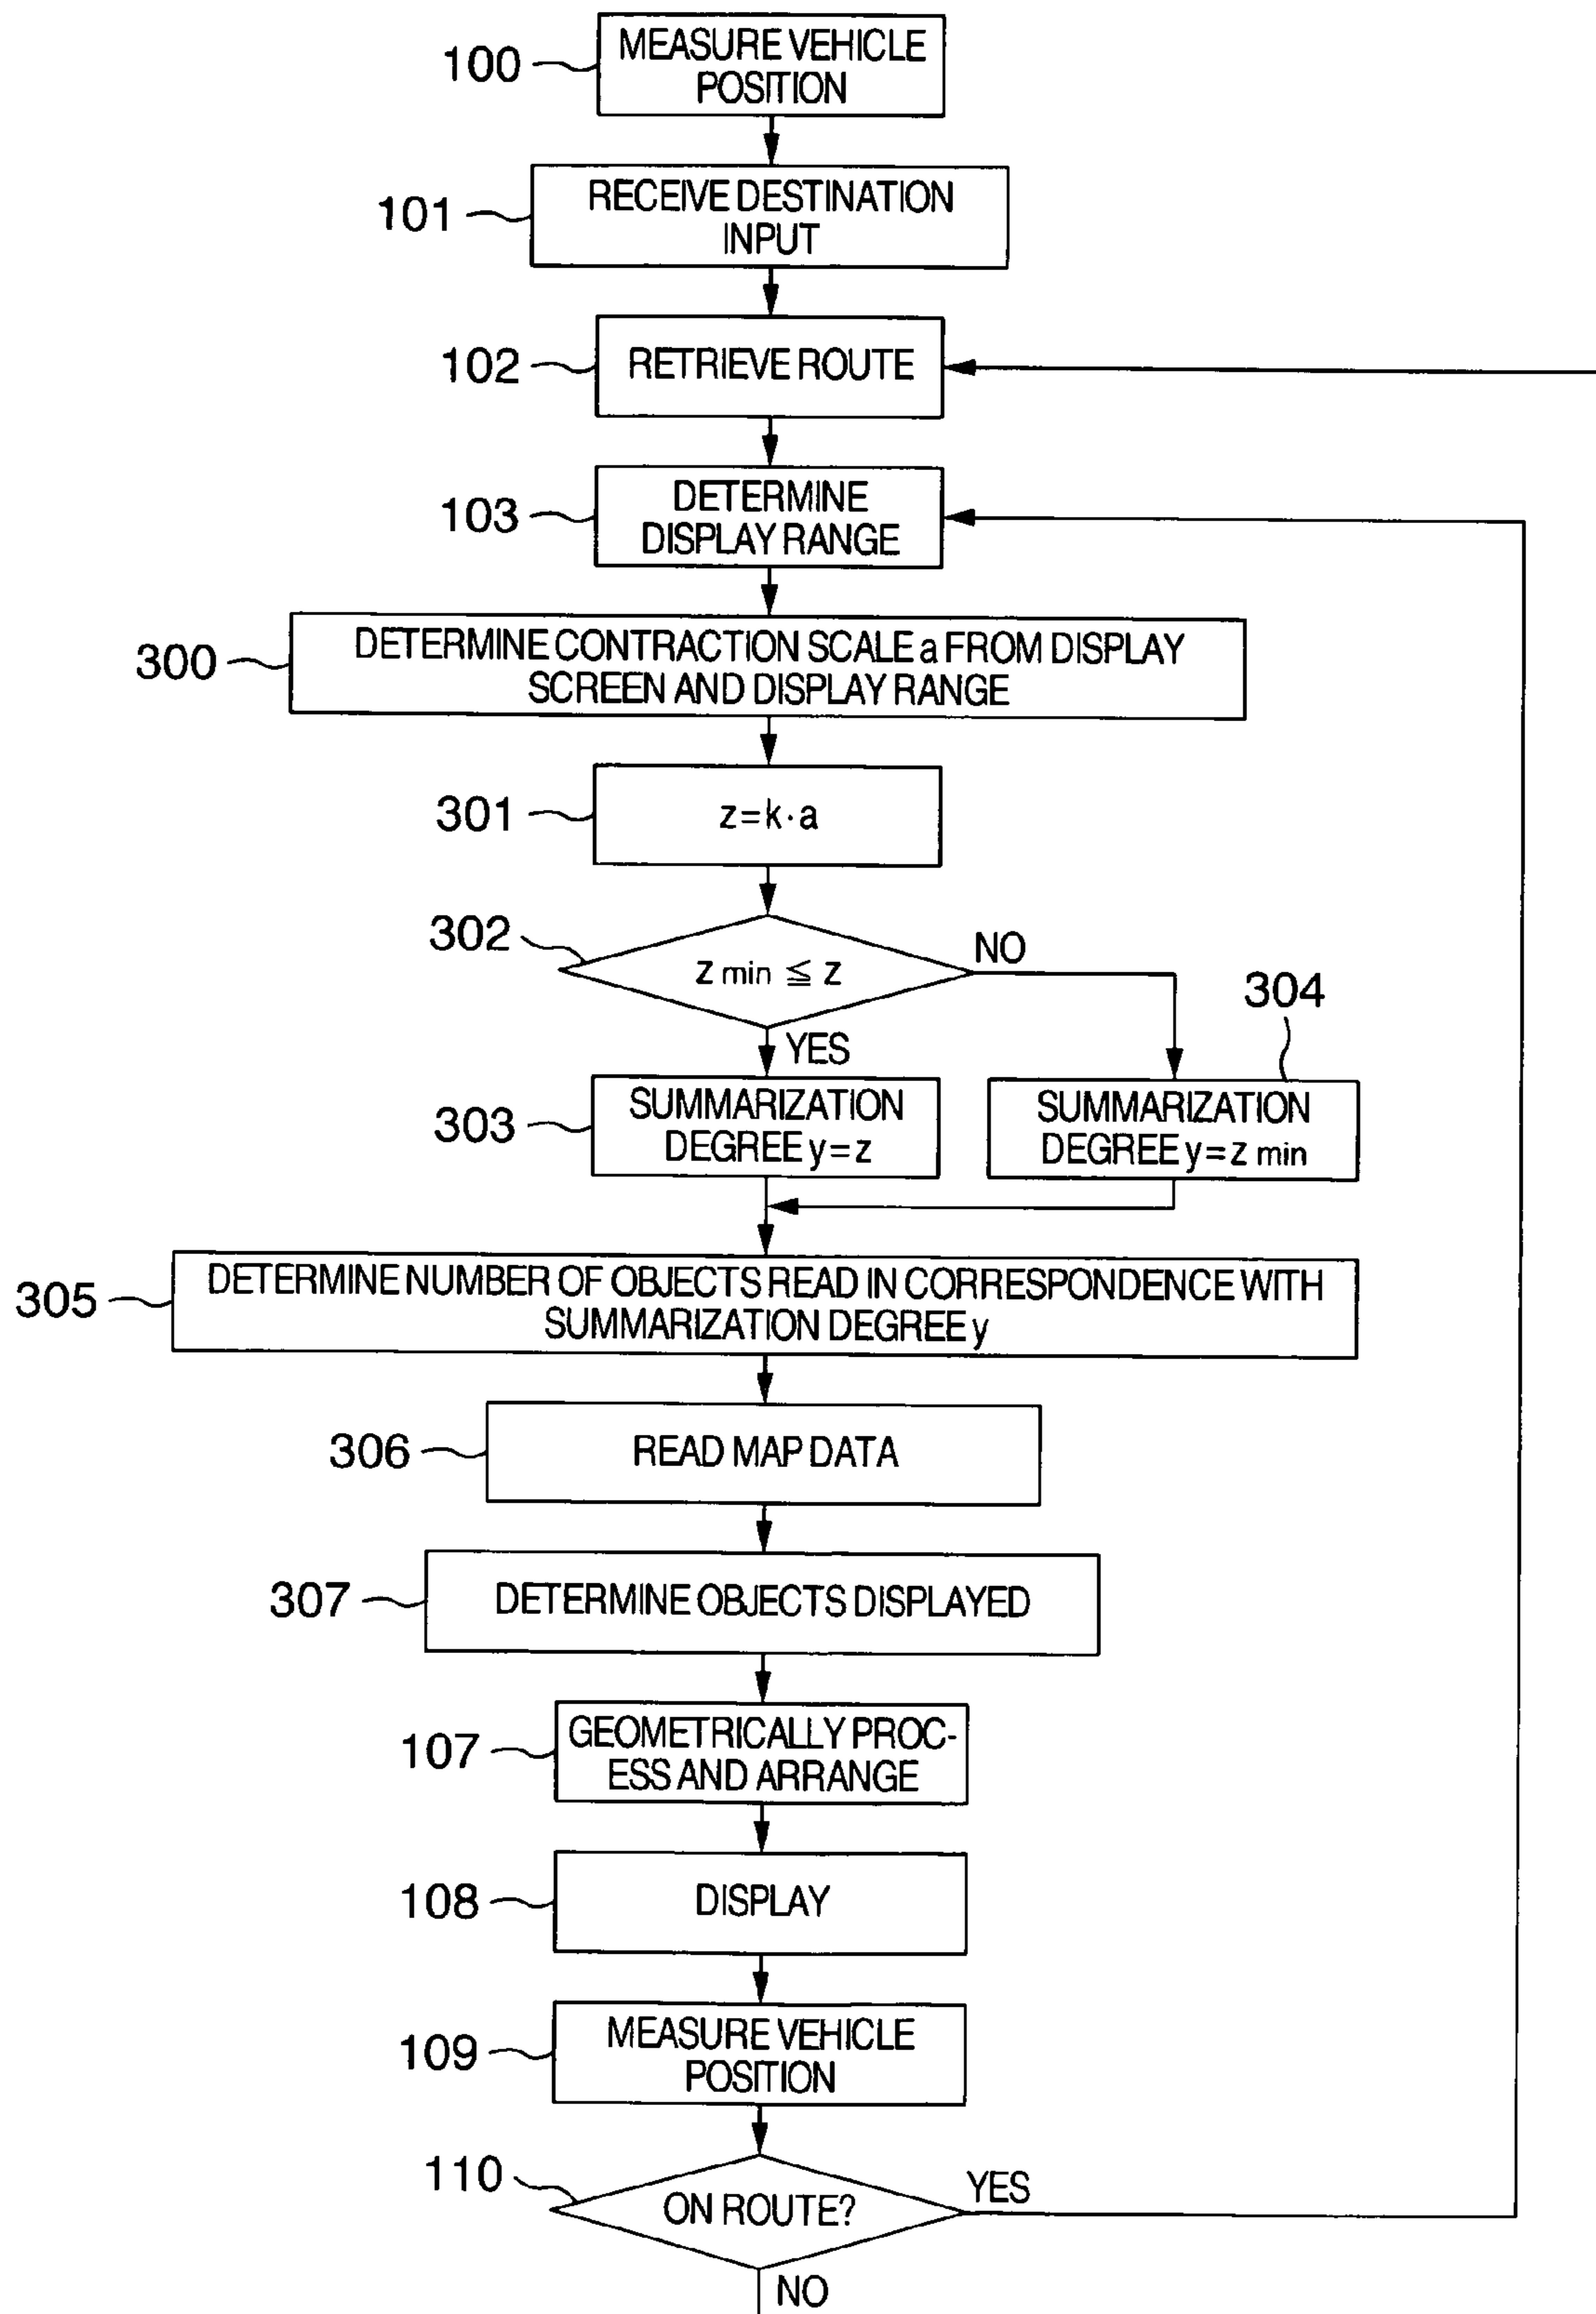 100
MEASURE VEHICLE
POSITION
101
RECEIVE DESTINATION
INPUT
102
RETRIEVE ROUTE
103
DETERMINE
DISPLAY RANGE
300
DETERMINE CONTRACTION SCALE a FROM DISPLAY
SCREEN AND DISPLAY RANGE
301
z=k·a
302
z min ≦ z
NO
YES
304
303
SUMMARIZATION
DEGREE y=z
SUMMARIZATION
DEGREE y=z min
305
DETERMINE NUMBER OF OBJECTS READ IN CORRESPONDENCE WITH
SUMMARIZATION DEGREE y
306
READ MAP DATA
307
DETERMINE OBJECTS DISPLAYED
107
GEOMETRICALLY PROC-
ESS AND ARRANGE
108
DISPLAY
109
MEASURE VEHICLE
POSITION
110
ON ROUTE?
YES
NO